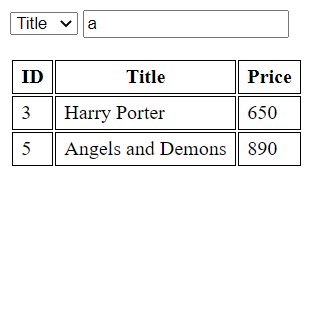 Title a
ID Title Price
3 Harry Porter 650
5 Angels and Demons 890